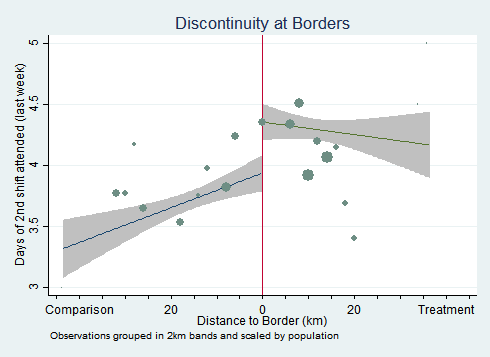 Discontinuity at Borders
Days of 2nd shift attended (last week)
5
4.5
4
3.5
3
Comparison 20 0 20 Treatment
Distance to Border (km)
Observations grouped in 2km bands and scaled by population